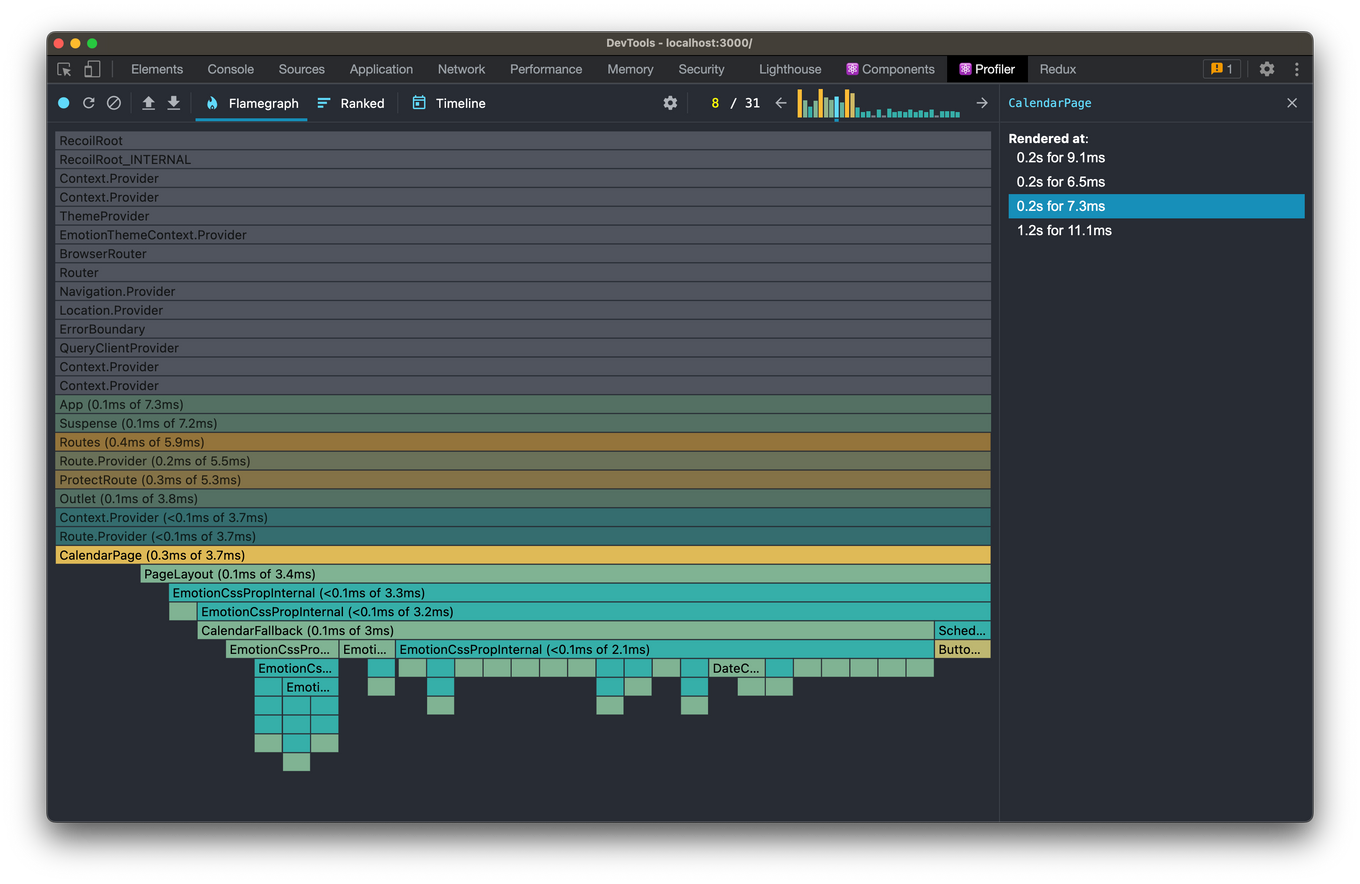 DevTools - localhost:3000/
Elements Console Sources Application Network Performance Memory Security Lighthouse Components Profiler Redux 1
Flamegraph Ranked Timeline 8 / 31 CalendarPage
RecoilRoot
RecoilRoot_INTERNAL
Context.Provider
Context.Provider
ThemeProvider
EmotionThemeContext.Provider
BrowserRouter
Router
Navigation.Provider
Location.Provider
ErrorBoundary
QueryClientProvider
Context.Provider
Context.Provider
App (0.1ms of 7.3ms)
Suspense (0.1ms of 7.2ms)
Routes (0.4ms of 5.9ms)
Route.Provider (0.2ms of 5.5ms)
ProtectRoute (0.3ms of 5.3ms)
Outlet (0.1ms of 3.8ms)
Context.Provider (<0.1ms of 3.7ms)
Route.Provider (<0.1ms of 3.7ms)
CalendarPage (0.3ms of 3.7ms)
PageLayout (0.1ms of 3.4ms)
EmotionCssPropInternal (<0.1ms of 3.3ms)
EmotionCssPropInternal (<0.1ms of 3.2ms)
CalendarFallback (0.1ms of 3ms) Sched...
EmotionCssPro... Emoti... EmotionCssPropInternal (<0.1ms of 2.1ms) Butto...
EmotionCs... DateC...
Emoti...
Rendered at:
0.2s for 9.1ms
0.2s for 6.5ms
0.2s for 7.3ms
1.2s for 11.1ms